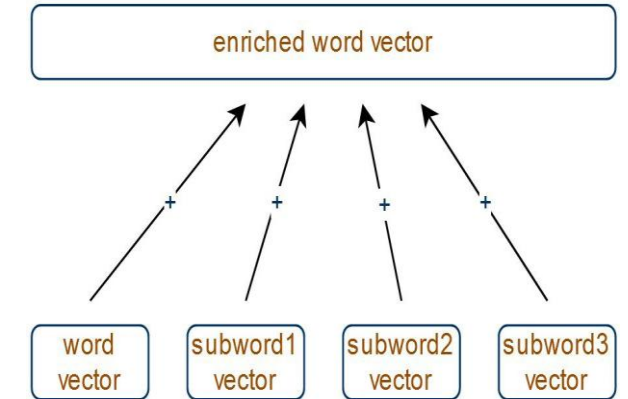 enriched word vector
+ + + +
word subword1 subword2 subword3
vector vector vector vector